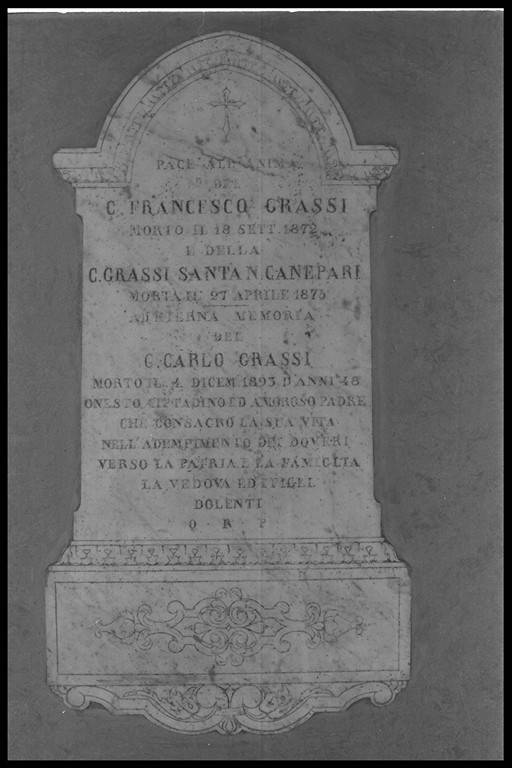 PACE ALL'ANIMA
DEL
C. FRANCESCO GRASSI
MORTO IL 18 SETT. 1872
E DELLA
C. GRASSI SANTA N. CANEPARI
MORTA IL 27 APRILE 1875
AD ETERNA MEMORIA
DEL
C. CARLO GRASSI
MORTO IL 4. DICEM 1893 D'ANNI 48
ONESTO CITTADINO ED AMOROSO PADRE
CHE CONSACRÒ LA SUA VITA
NELL'ADEMPIMENTO DEI DOVERI
VERSO LA PATRIA E LA FAMIGLIA
LA VEDOVA ED I FIGLI
DOLENTI
Q. R. P.